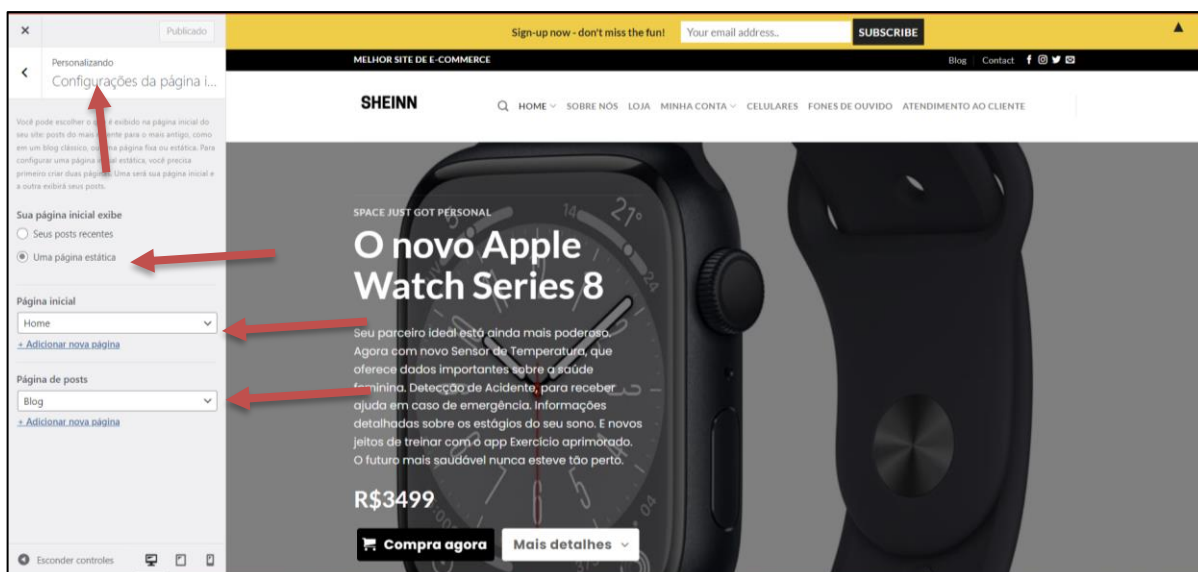 Publicado
Personalizando
Configurações da página i...
Você pode escolher o que é exibido na página inicial do
seu site: posts do mais recente para o mais antigo, como
em um blog clássico, ou uma página fixa ou estática. Para
configurar uma página inicial estática, você precisa
primeiro criar duas páginas. Uma será sua página inicial e
a outra exibirá seus posts.
Sua página inicial exibe
Seus posts recentes
Uma página estática
Página inicial
Home
+ Adicionar nova página
Página de posts
Blog
+ Adicionar nova página
Esconder controles
Sign-up now - don't miss the fun!
Your email address..
SUBSCRIBE
MELHOR SITE DE E-COMMERCE
Blog Contact
SHEINN
HOME SOBRE NÓS LOJA MINHA CONTA CELULARES FONES DE OUVIDO ATENDIMENTO AO CLIENTE
SPACE JUST GOT PERSONAL
O novo Apple
Watch Series 8
Seu parceiro ideal está ainda mais poderoso.
Agora com novo Sensor de Temperatura, que
oferece dados importantes sobre a saúde
feminina. Detecção de Acidente, para receber
ajuda em caso de emergência. Informações
detalhadas sobre os estágios do seu sono. E novos
jeitos de treinar com o app Exercício aprimorado.
O futuro mais saudável nunca esteve tão perto.
R$3499
Compra agora
Mais detalhes